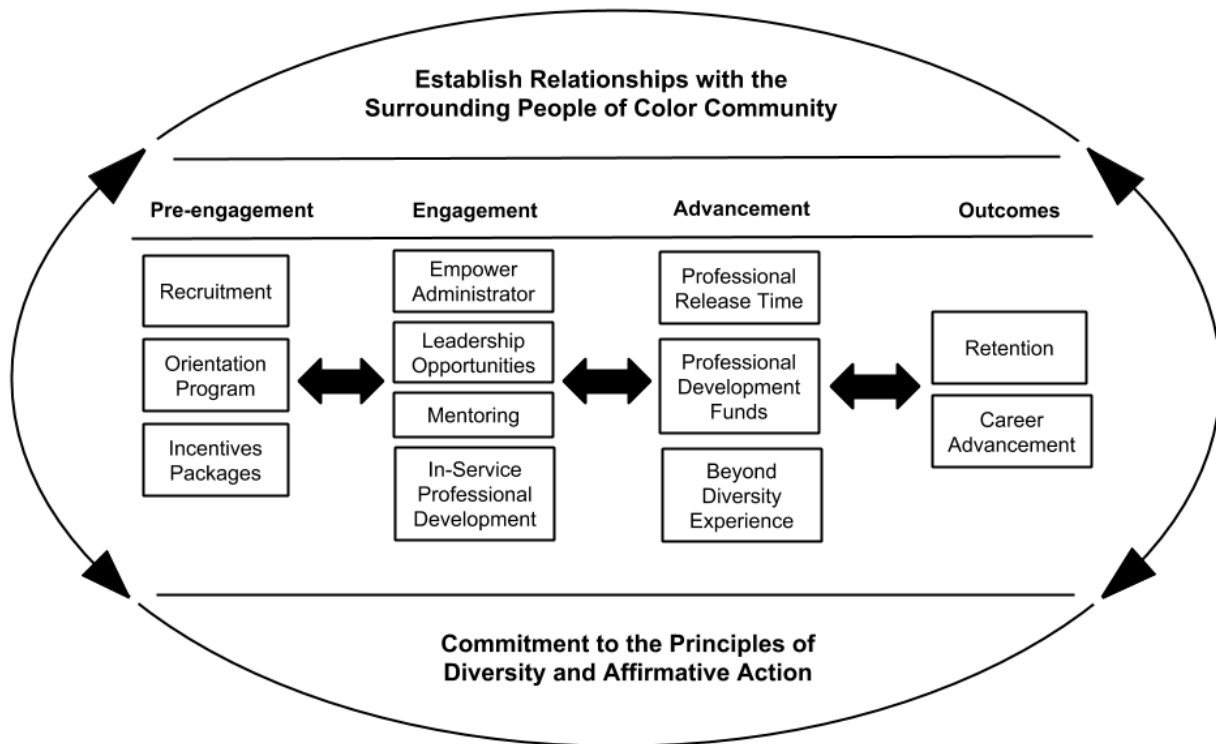 Establish Relationships with the
Surrounding People of Color Community
Pre-engagement
Engagement
Advancement
Outcomes
Recruitment
Orientation
Program
Incentives
Packages
Empower
Administrator
Leadership
Opportunities
Mentoring
In-Service
Professional
Development
Professional
Release Time
Professional
Development
Funds
Beyond
Diversity
Experience
Retention
Career
Advancement
Commitment to the Principles of
Diversity and Affirmative Action